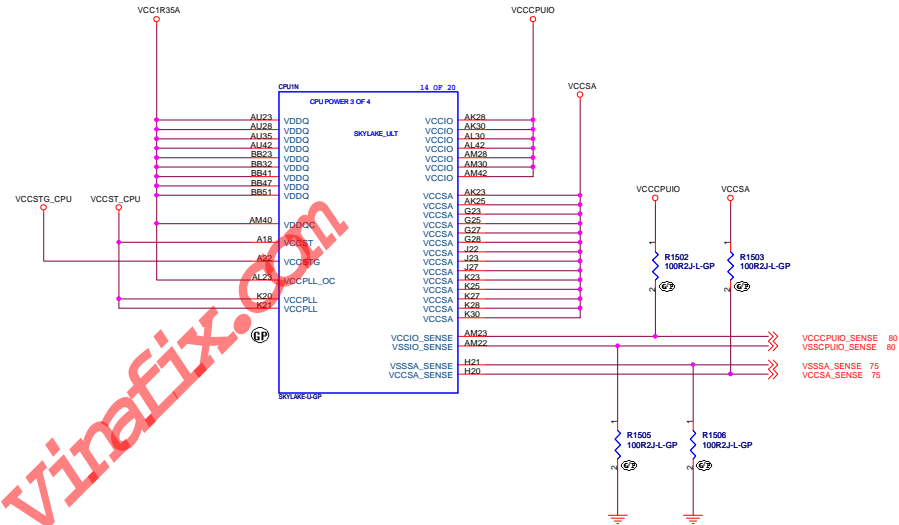 VCC1R35A
VCCCPUIO
VCCSA
CPU1N
14 OF 20
CPU POWER 3 OF 4
SKYLAKE_ULT
AU23 VDDQ
AU28 VDDQ
AU35 VDDQ
AU42 VDDQ
BB23 VDDQ
BB32 VDDQ
BB41 VDDQ
BB47 VDDQ
BB51 VDDQ
AM40 VDDQC
A18 VCCST
A22 VCCSTG
AL23 VCCPLL_OC
K20 VCCPLL
K21 VCCPLL
VCCSTG_CPU
VCCST_CPU
VCCIO AK28
VCCIO AK30
VCCIO AL30
VCCIO AL42
VCCIO AM28
VCCIO AM30
VCCIO AM42
VCCSA AK23
VCCSA AK25
VCCSA G23
VCCSA G25
VCCSA G27
VCCSA G28
VCCSA J22
VCCSA J23
VCCSA J27
VCCSA K23
VCCSA K25
VCCSA K27
VCCSA K28
VCCSA K30
VCCIO_SENSE AM23
VSSIO_SENSE AM22
VSSSA_SENSE H21
VCCSA_SENSE H20
GP
SKYLAKE-U-GP
VCCCPUIO
VCCSA
1
R1502
100R2J-L-GP
2
1
R1503
100R2J-L-GP
2
VCCCPUIO_SENSE 80
VSSCPUIO_SENSE 80
VSSSA_SENSE 75
VCCSA_SENSE 75
1
R1505
100R2J-L-GP
2
1
R1506
100R2J-L-GP
2
Vinafix.com